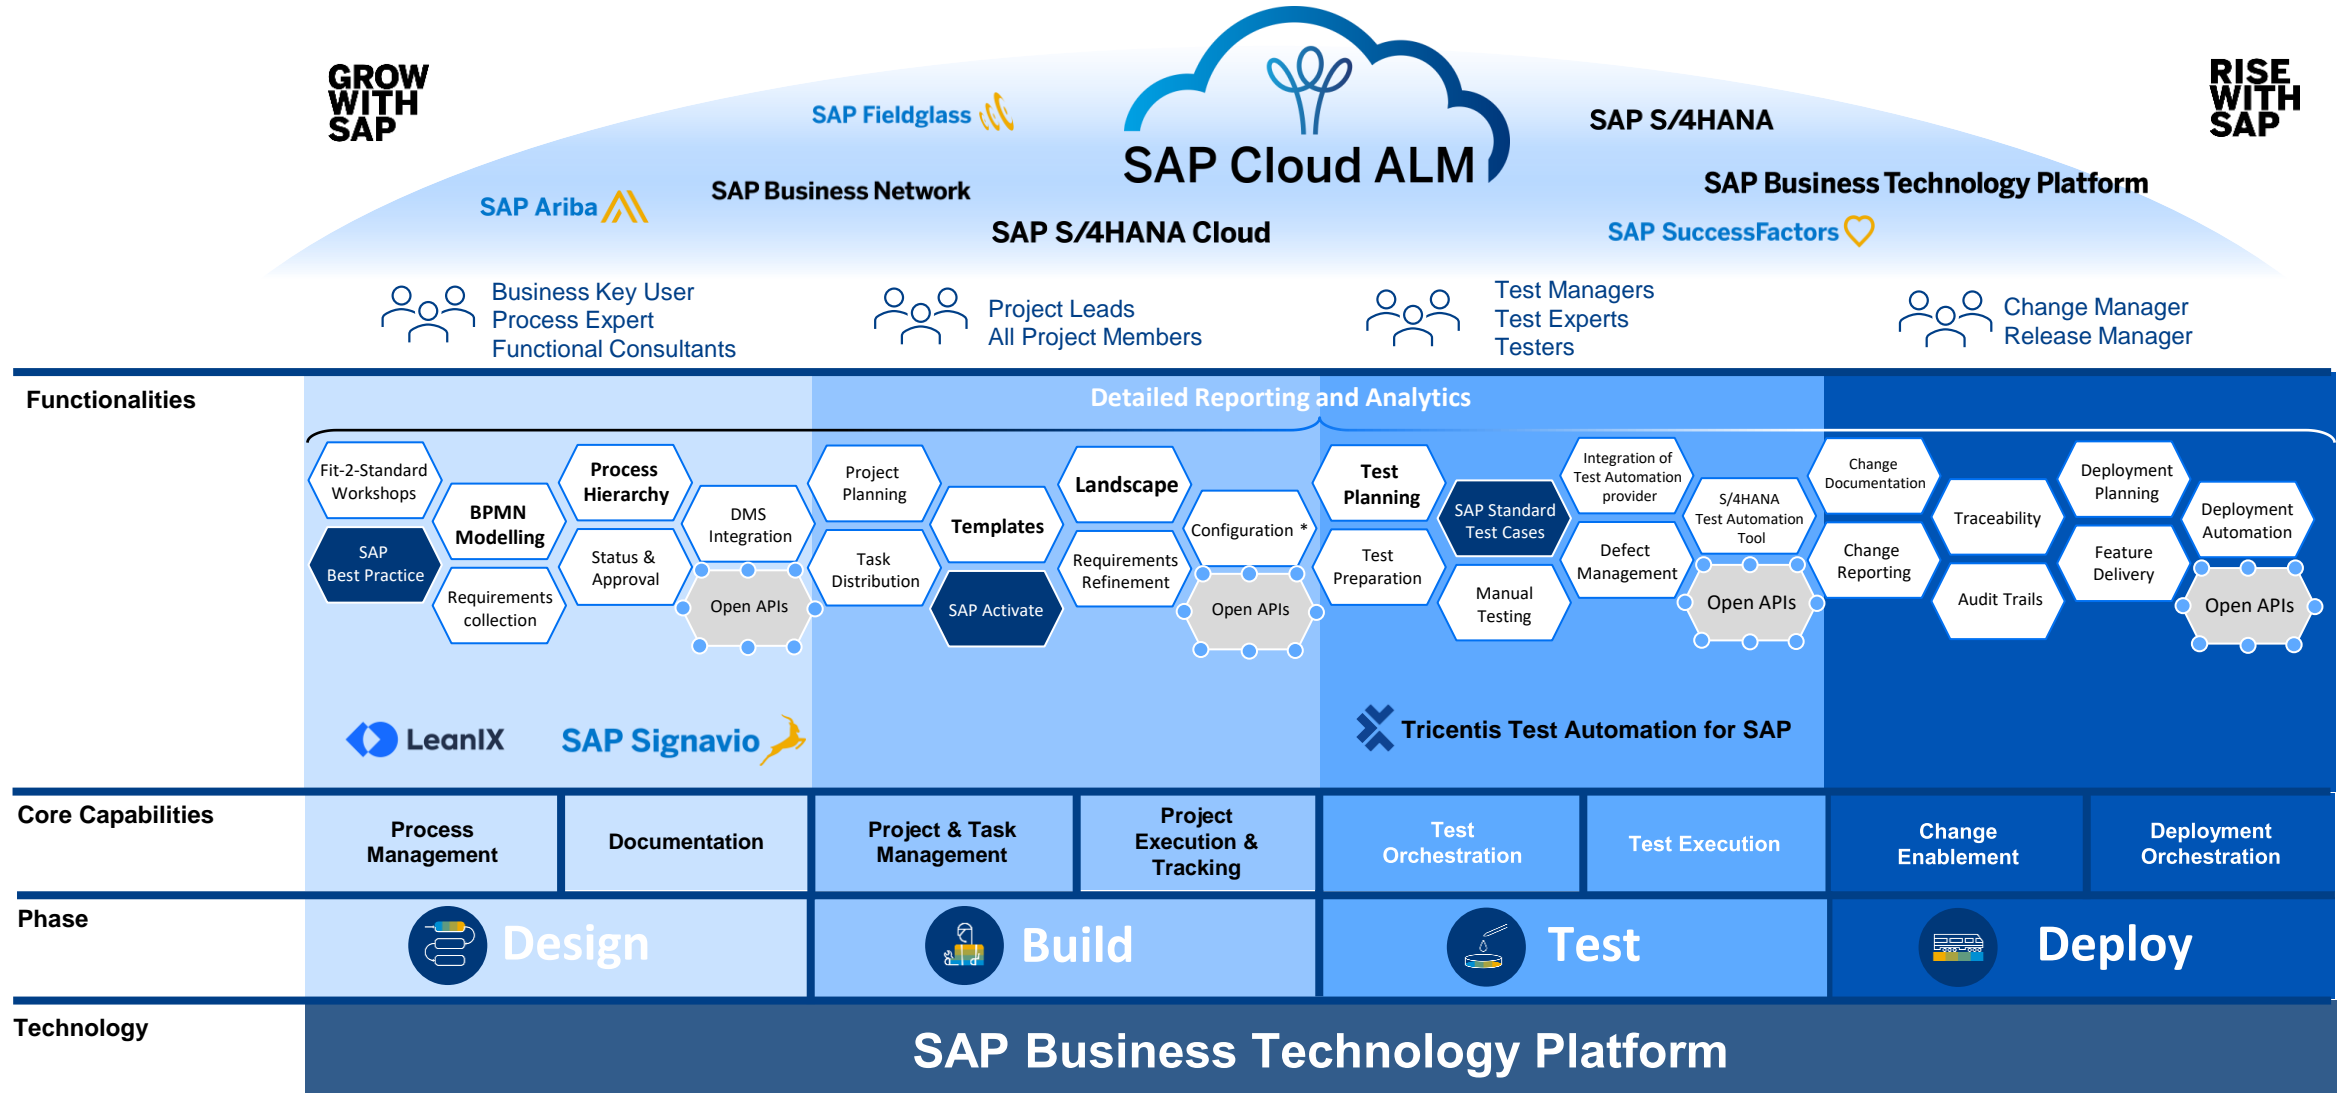 GROW
WITH
SAP
RISE
WITH
SAP
SAP Fieldglass
SAP Cloud ALM
SAP S/4HANA
SAP Ariba
SAP Business Network
SAP S/4HANA Cloud
SAP Business Technology Platform
SAP SuccessFactors
Business Key User
Process Expert
Functional Consultants
Project Leads
All Project Members
Test Managers
Test Experts
Testers
Change Manager
Release Manager
Functionalities
Detailed Reporting and Analytics
Fit-2-Standard
Workshops
SAP
Best Practice
BPMN
Modelling
Requirements
collection
Process
Hierarchy
Status &
Approval
DMS
Integration
Open APIs
Project
Planning
Task
Distribution
Templates
SAP Activate
Landscape
Requirements
Refinement
Configuration *
Open APIs
Test
Planning
Test
Preparation
SAP Standard
Test Cases
Manual
Testing
Integration of
Test Automation
provider
Defect
Management
S/4HANA
Test Automation
Tool
Open APIs
Change
Documentation
Change
Reporting
Traceability
Audit Trails
Deployment
Planning
Feature
Delivery
Deployment
Automation
Open APIs
LeanIX
SAP Signavio
Tricentis Test Automation for SAP
Core Capabilities
Process
Management
Documentation
Project & Task
Management
Project
Execution &
Tracking
Test
Orchestration
Test Execution
Change
Enablement
Deployment
Orchestration
Phase
Design
Build
Test
Deploy
Technology
SAP Business Technology Platform